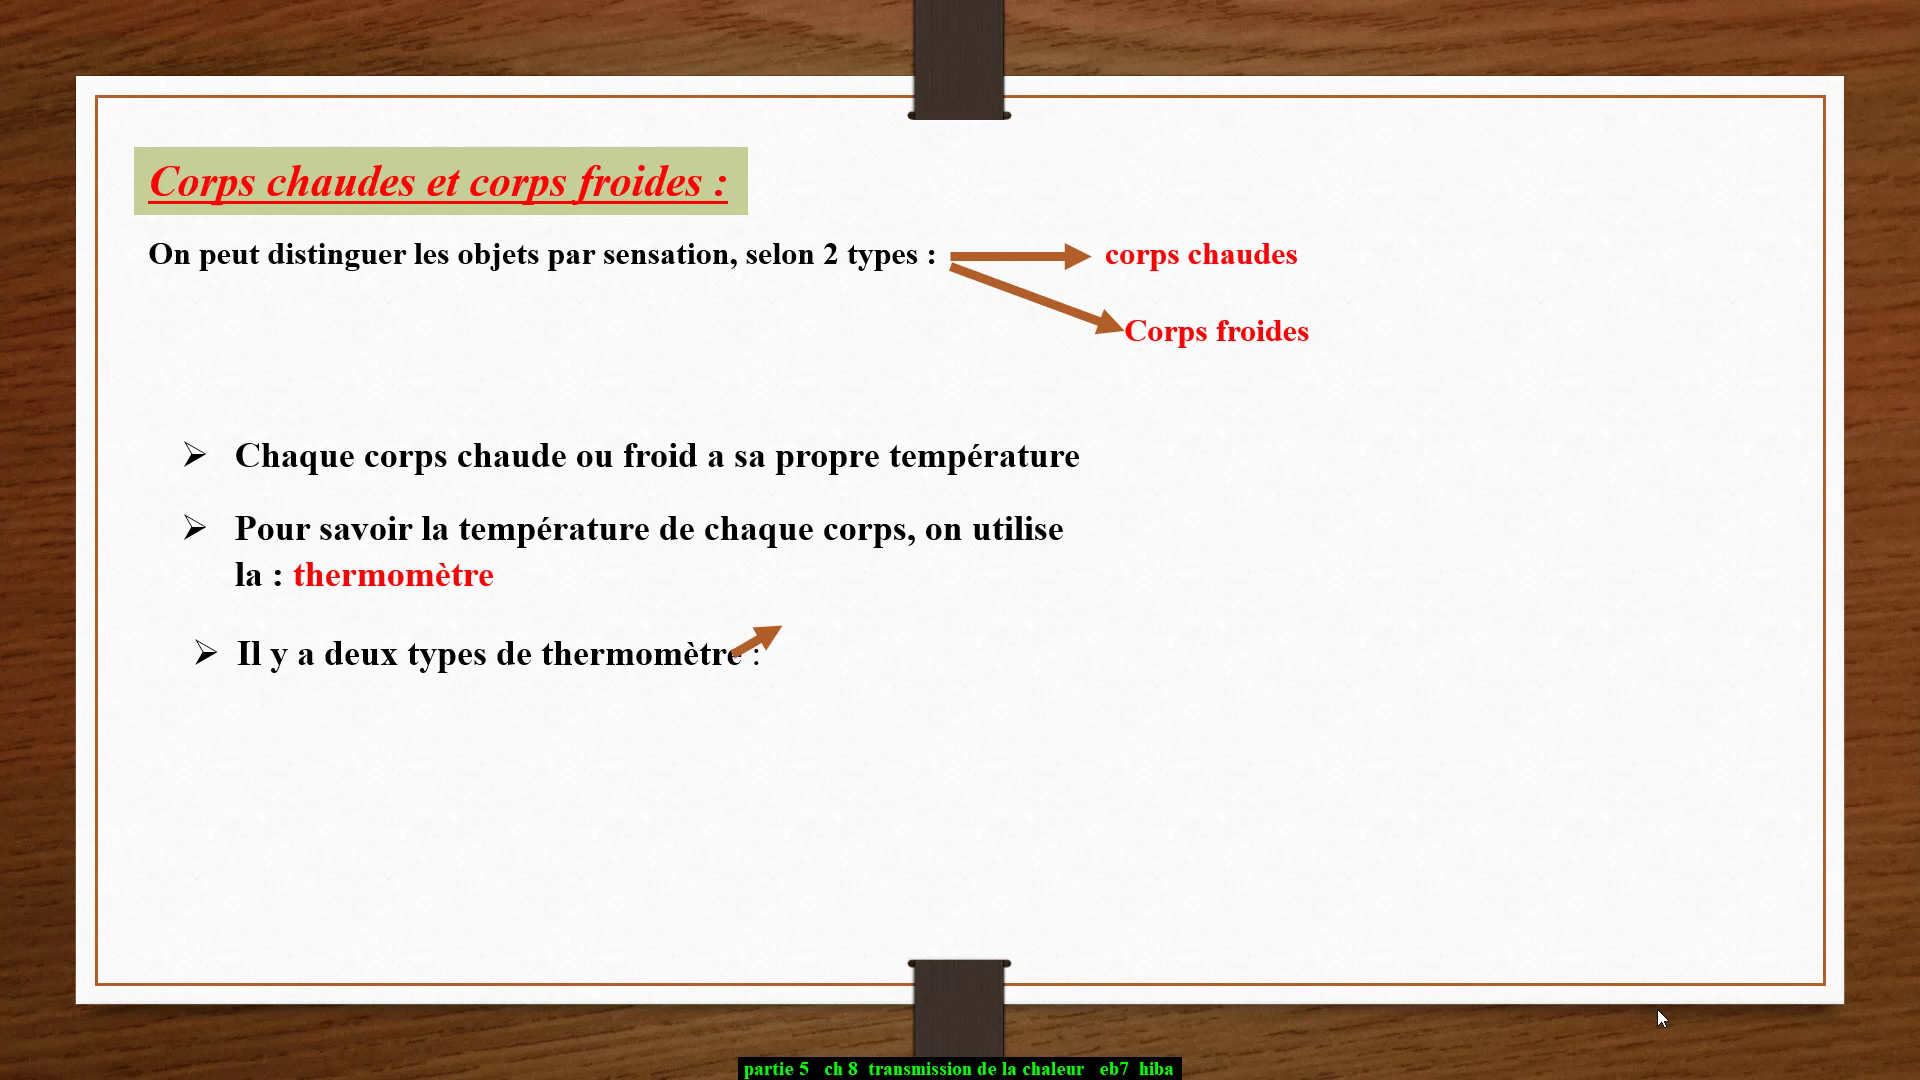 Corps chaudes et corps froides :
On peut distinguer les objets par sensation, selon 2 types : corps chaudes
Corps froides
Chaque corps chaude ou froid a sa propre température
Pour savoir la température de chaque corps, on utilise
la : thermomètre
Il y a deux types de thermomètre :
partie 5 ch 8 transmission de la chaleur eb7 hiba